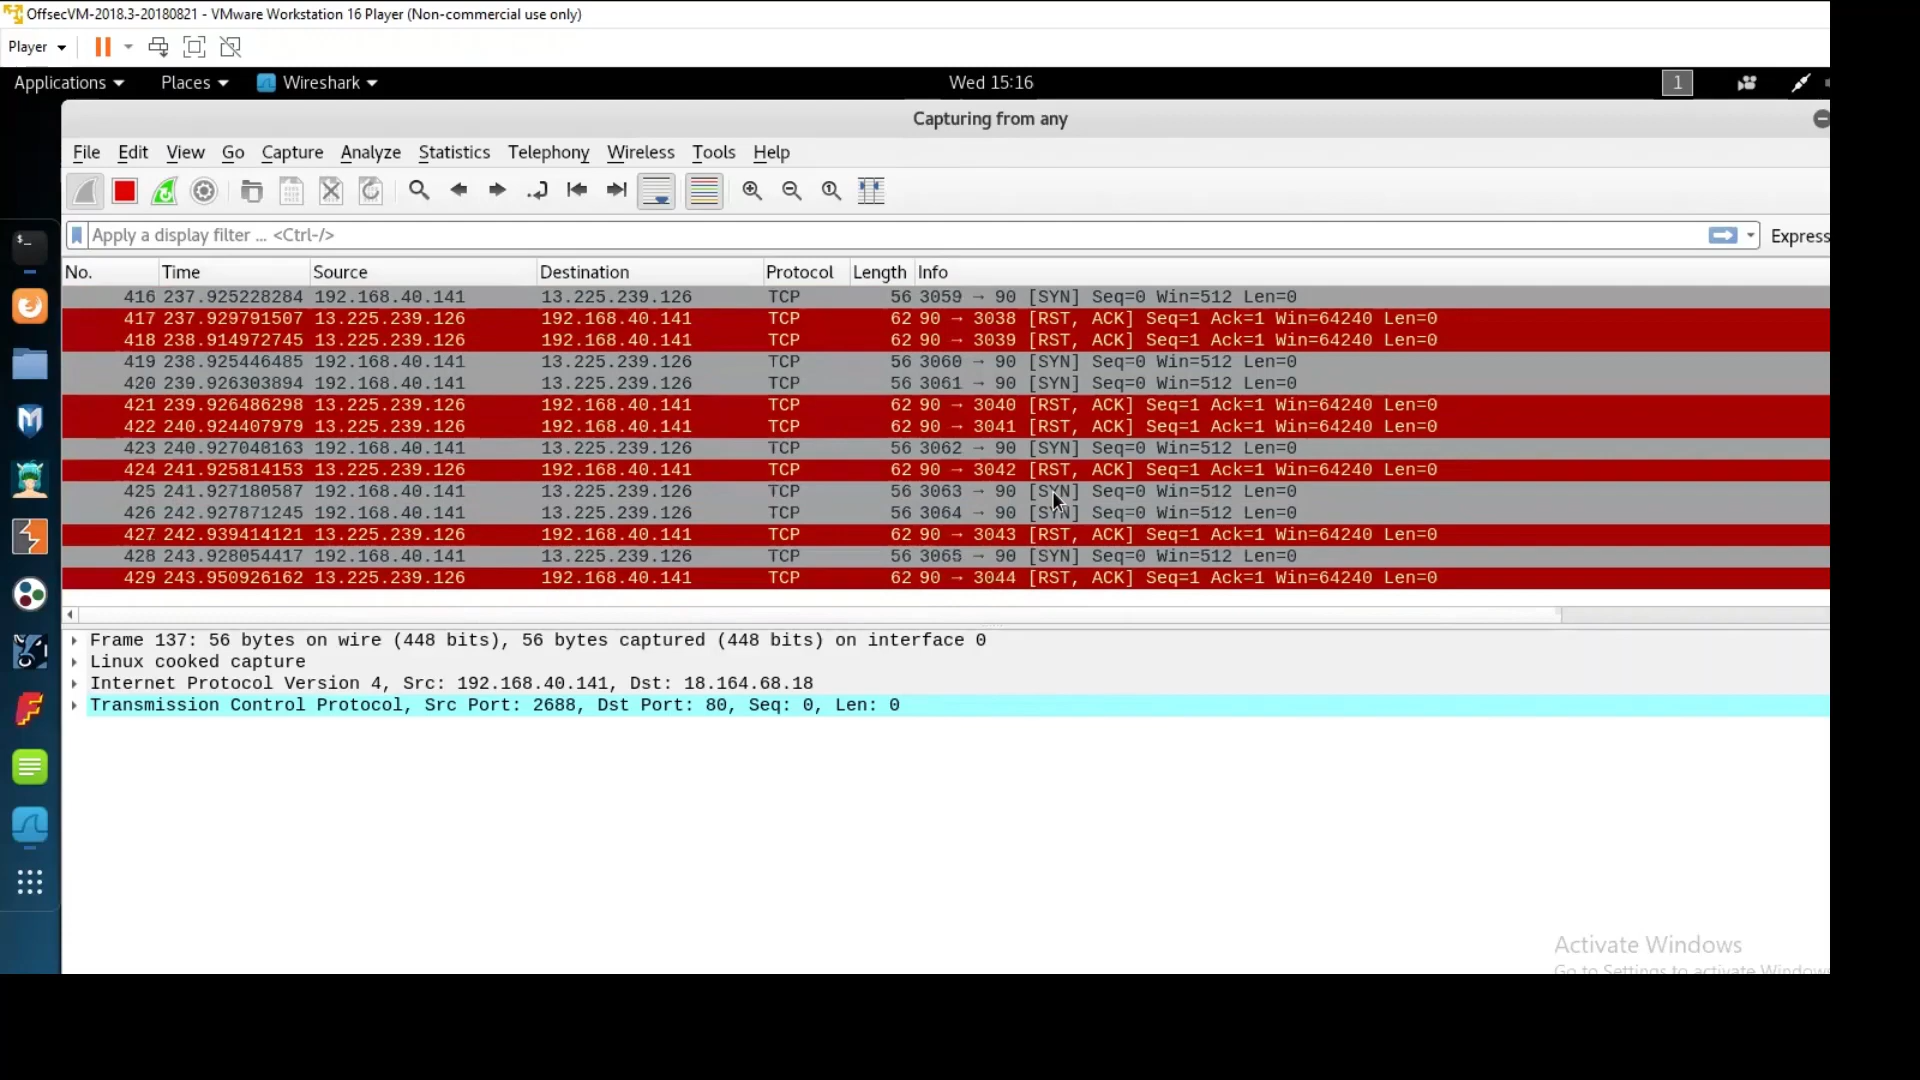 OffsecVM-2018.3-20180821 - VMware Workstation 16 Player (Non-commercial use only)
Player
Applications Places Wireshark Wed 15:16 1
Capturing from any
File Edit View Go Capture Analyze Statistics Telephony Wireless Tools Help
Apply a display filter ... <Ctrl-/> Express
No. Time Source Destination Protocol Length Info
416 237.925228284 192.168.40.141 13.225.239.126 TCP 56 3059 → 90 [SYN] Seq=0 Win=512 Len=0
417 237.929791507 13.225.239.126 192.168.40.141 TCP 62 90 → 3038 [RST, ACK] Seq=1 Ack=1 Win=64240 Len=0
418 238.914972745 13.225.239.126 192.168.40.141 TCP 62 90 → 3039 [RST, ACK] Seq=1 Ack=1 Win=64240 Len=0
419 238.925446485 192.168.40.141 13.225.239.126 TCP 56 3060 → 90 [SYN] Seq=0 Win=512 Len=0
420 239.926303894 192.168.40.141 13.225.239.126 TCP 56 3061 → 90 [SYN] Seq=0 Win=512 Len=0
421 239.926486298 13.225.239.126 192.168.40.141 TCP 62 90 → 3040 [RST, ACK] Seq=1 Ack=1 Win=64240 Len=0
422 240.924407979 13.225.239.126 192.168.40.141 TCP 62 90 → 3041 [RST, ACK] Seq=1 Ack=1 Win=64240 Len=0
423 240.927048163 192.168.40.141 13.225.239.126 TCP 56 3062 → 90 [SYN] Seq=0 Win=512 Len=0
424 241.925814153 13.225.239.126 192.168.40.141 TCP 62 90 → 3042 [RST, ACK] Seq=1 Ack=1 Win=64240 Len=0
425 241.927180587 192.168.40.141 13.225.239.126 TCP 56 3063 → 90 [SYN] Seq=0 Win=512 Len=0
426 242.927871245 192.168.40.141 13.225.239.126 TCP 56 3064 → 90 [SYN] Seq=0 Win=512 Len=0
427 242.939414121 13.225.239.126 192.168.40.141 TCP 62 90 → 3043 [RST, ACK] Seq=1 Ack=1 Win=64240 Len=0
428 243.928054417 192.168.40.141 13.225.239.126 TCP 56 3065 → 90 [SYN] Seq=0 Win=512 Len=0
429 243.950926162 13.225.239.126 192.168.40.141 TCP 62 90 → 3044 [RST, ACK] Seq=1 Ack=1 Win=64240 Len=0
Frame 137: 56 bytes on wire (448 bits), 56 bytes captured (448 bits) on interface 0
Linux cooked capture
Internet Protocol Version 4, Src: 192.168.40.141, Dst: 18.164.68.18
Transmission Control Protocol, Src Port: 2688, Dst Port: 80, Seq: 0, Len: 0
Activate Windows
Go to Settings to activate Window